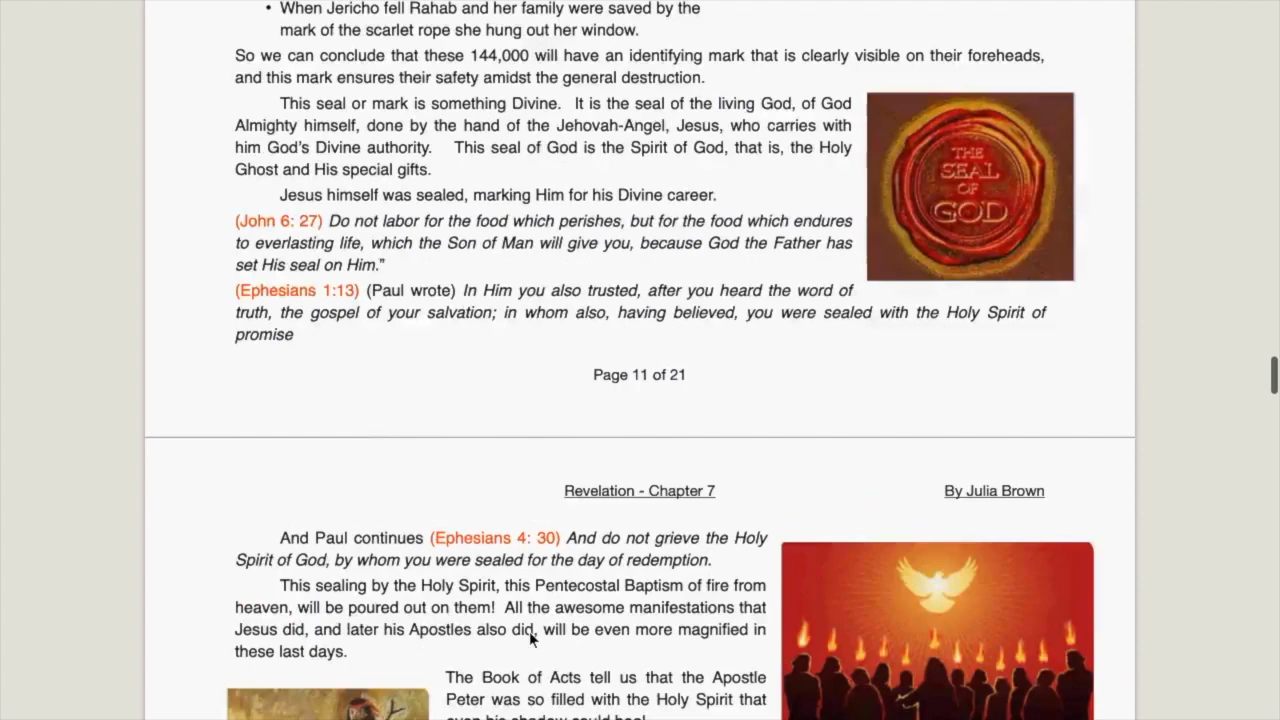 • When Jericho fell Rahab and her family were saved by the
mark of the scarlet rope she hung out her window.
So we can conclude that these 144,000 will have an identifying mark that is clearly visible on their foreheads,
and this mark ensures their safety amidst the general destruction.
This seal or mark is something Divine. It is the seal of the living God, of God
Almighty himself, done by the hand of the Jehovah-Angel, Jesus, who carries with
him God's Divine authority. This seal of God is the Spirit of God, that is, the Holy
Ghost and His special gifts.
THE
SEAL
OF
GOD
Jesus himself was sealed, marking Him for his Divine career.
(John 6: 27) Do not labor for the food which perishes, but for the food which endures
to everlasting life, which the Son of Man will give you, because God the Father has
set His seal on Him.”
(Ephesians 1:13) (Paul wrote) In Him you also trusted, after you heard the word of
truth, the gospel of your salvation; in whom also, having believed, you were sealed with the Holy Spirit of
promise
Page 11 of 21
Revelation - Chapter 7 By Julia Brown
And Paul continues (Ephesians 4: 30) And do not grieve the Holy
Spirit of God, by whom you were sealed for the day of redemption.
This sealing by the Holy Spirit, this Pentecostal Baptism of fire from
heaven, will be poured out on them! All the awesome manifestations that
Jesus did, and later his Apostles also did, will be even more magnified in
these last days.
The Book of Acts tell us that the Apostle
Peter was so filled with the Holy Spirit that
even his shadow could heal